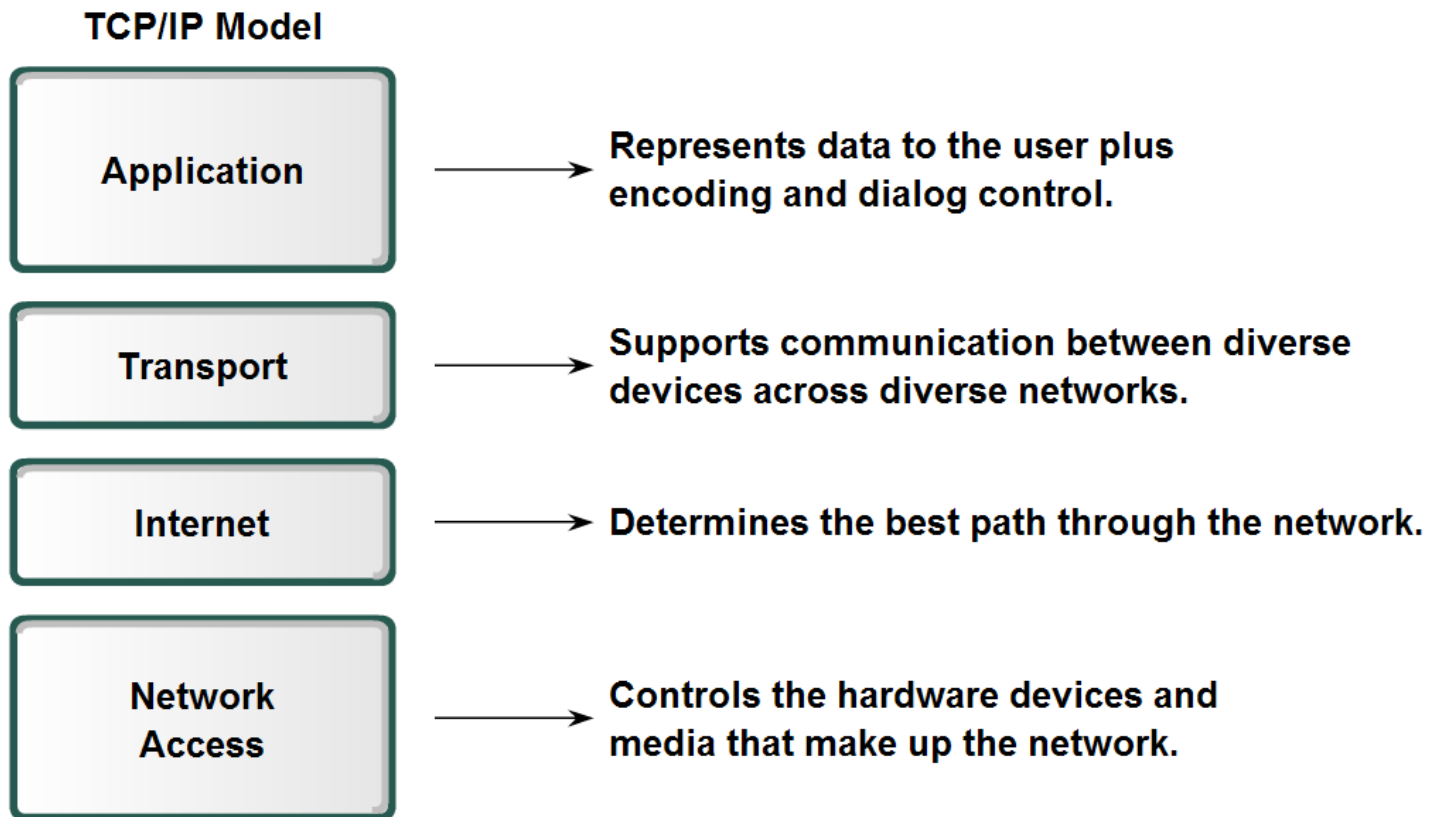 TCP/IP Model
Application
Represents data to the user plus
encoding and dialog control.
Transport
Supports communication between diverse
devices across diverse networks.
Internet
Determines the best path through the network.
Network
Access
Controls the hardware devices and
media that make up the network.